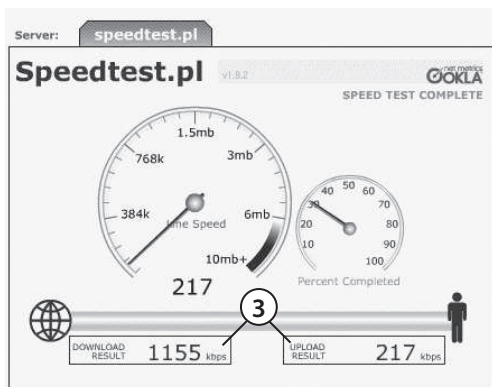 Server: speedtest.pl
Speedtest.pl v1.8.2 net metrics
OOKLA
SPEED TEST COMPLETE
1.5mb
768k 3mb
384k 6mb
10mb+
Line Speed
217
10 20 30 40 50 60 70 80 90 100
Percent Completed
3
DOWNLOAD RESULT 1155 kbps
UPLOAD RESULT 217 kbps